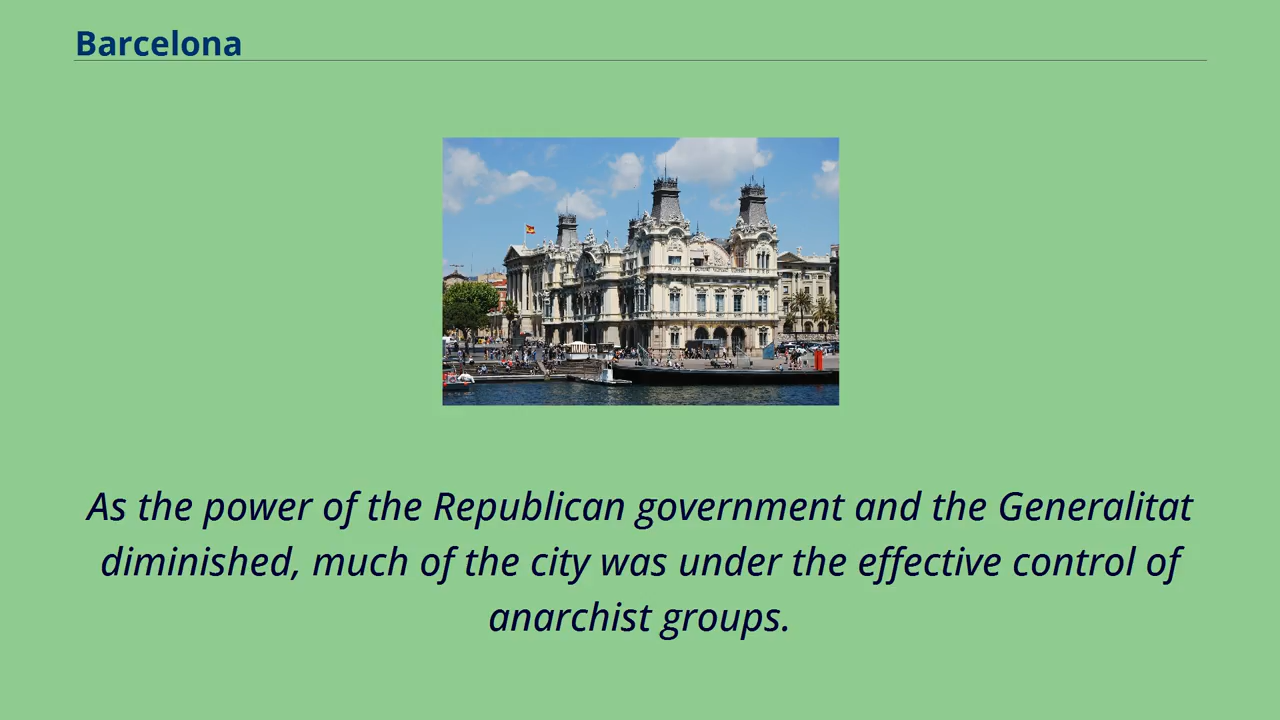 Barcelona
As the power of the Republican government and the Generalitat
diminished, much of the city was under the effective control of
anarchist groups.